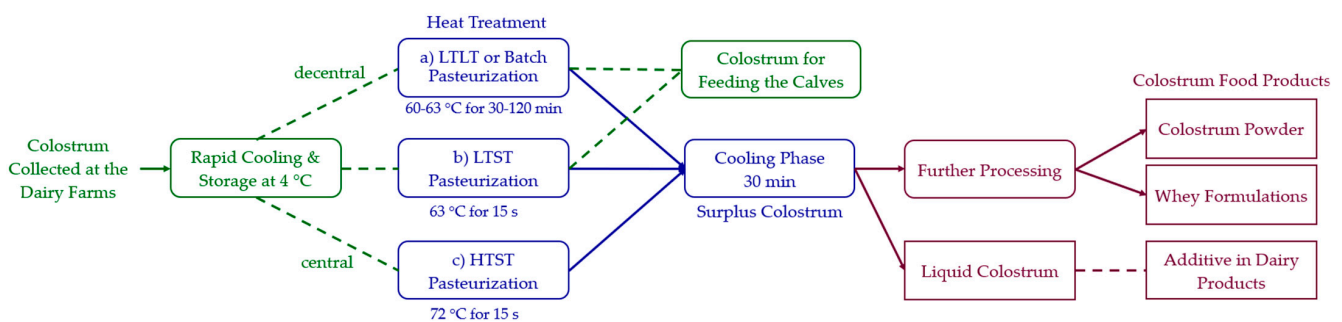 Colostrum
Collected at the
Dairy Farms
Rapid Cooling &
Storage at 4 °C
decentral
central
Heat Treatment
a) LTLT or Batch
Pasteurization
60-63 °C for 30-120 min
b) LTST
Pasteurization
63 °C for 15 s
c) HTST
Pasteurization
72 °C for 15 s
Colostrum for
Feeding the Calves
Cooling Phase
30 min
Surplus Colostrum
Further Processing
Liquid Colostrum
Colostrum Food Products
Colostrum Powder
Whey Formulations
Additive in Dairy
Products